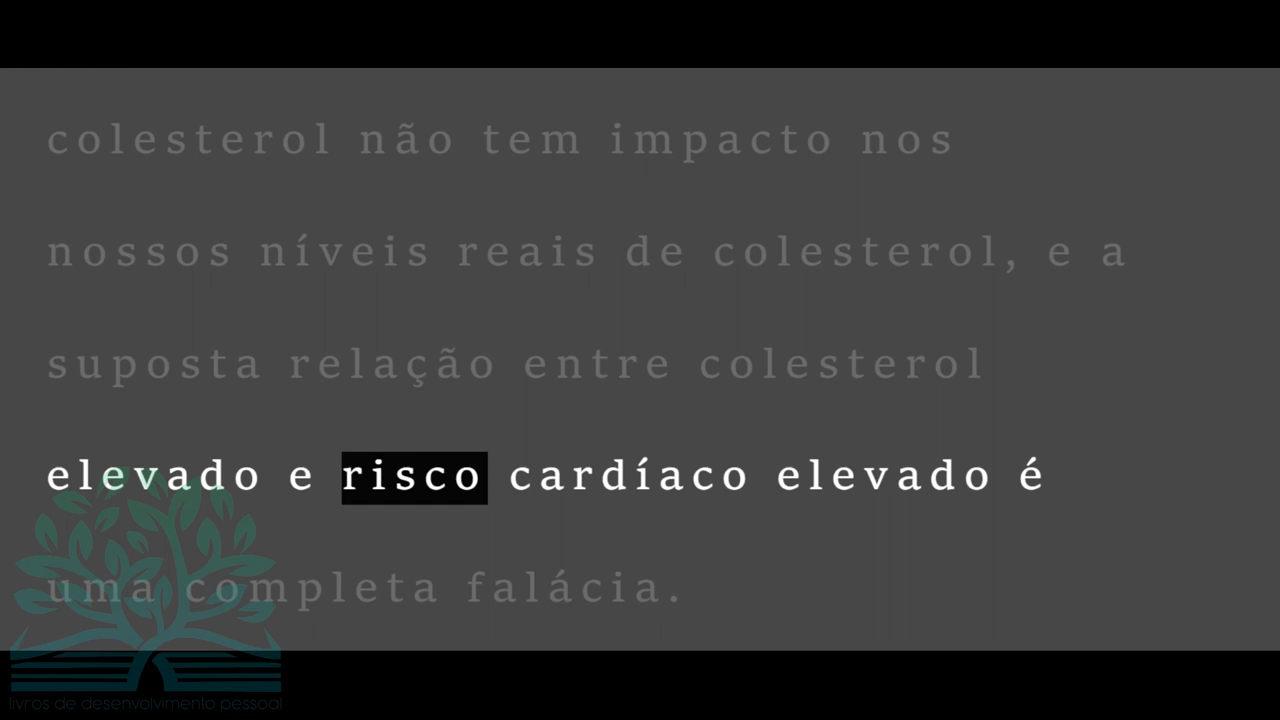 colesterol não tem impacto nos
nossos níveis reais de colesterol, e a
suposta relação entre colesterol
elevado e risco cardíaco elevado é
uma completa falácia.
livros de desenvolvimento pessoal